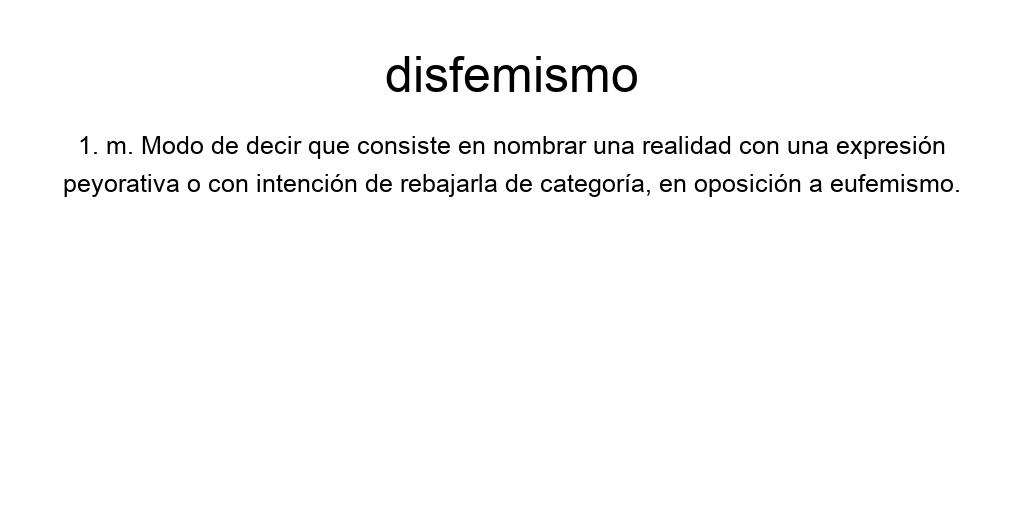 disfemismo
1. m. Modo de decir que consiste en nombrar una realidad con una expresión
peyorativa o con intención de rebajarla de categoría, en oposición a eufemismo.